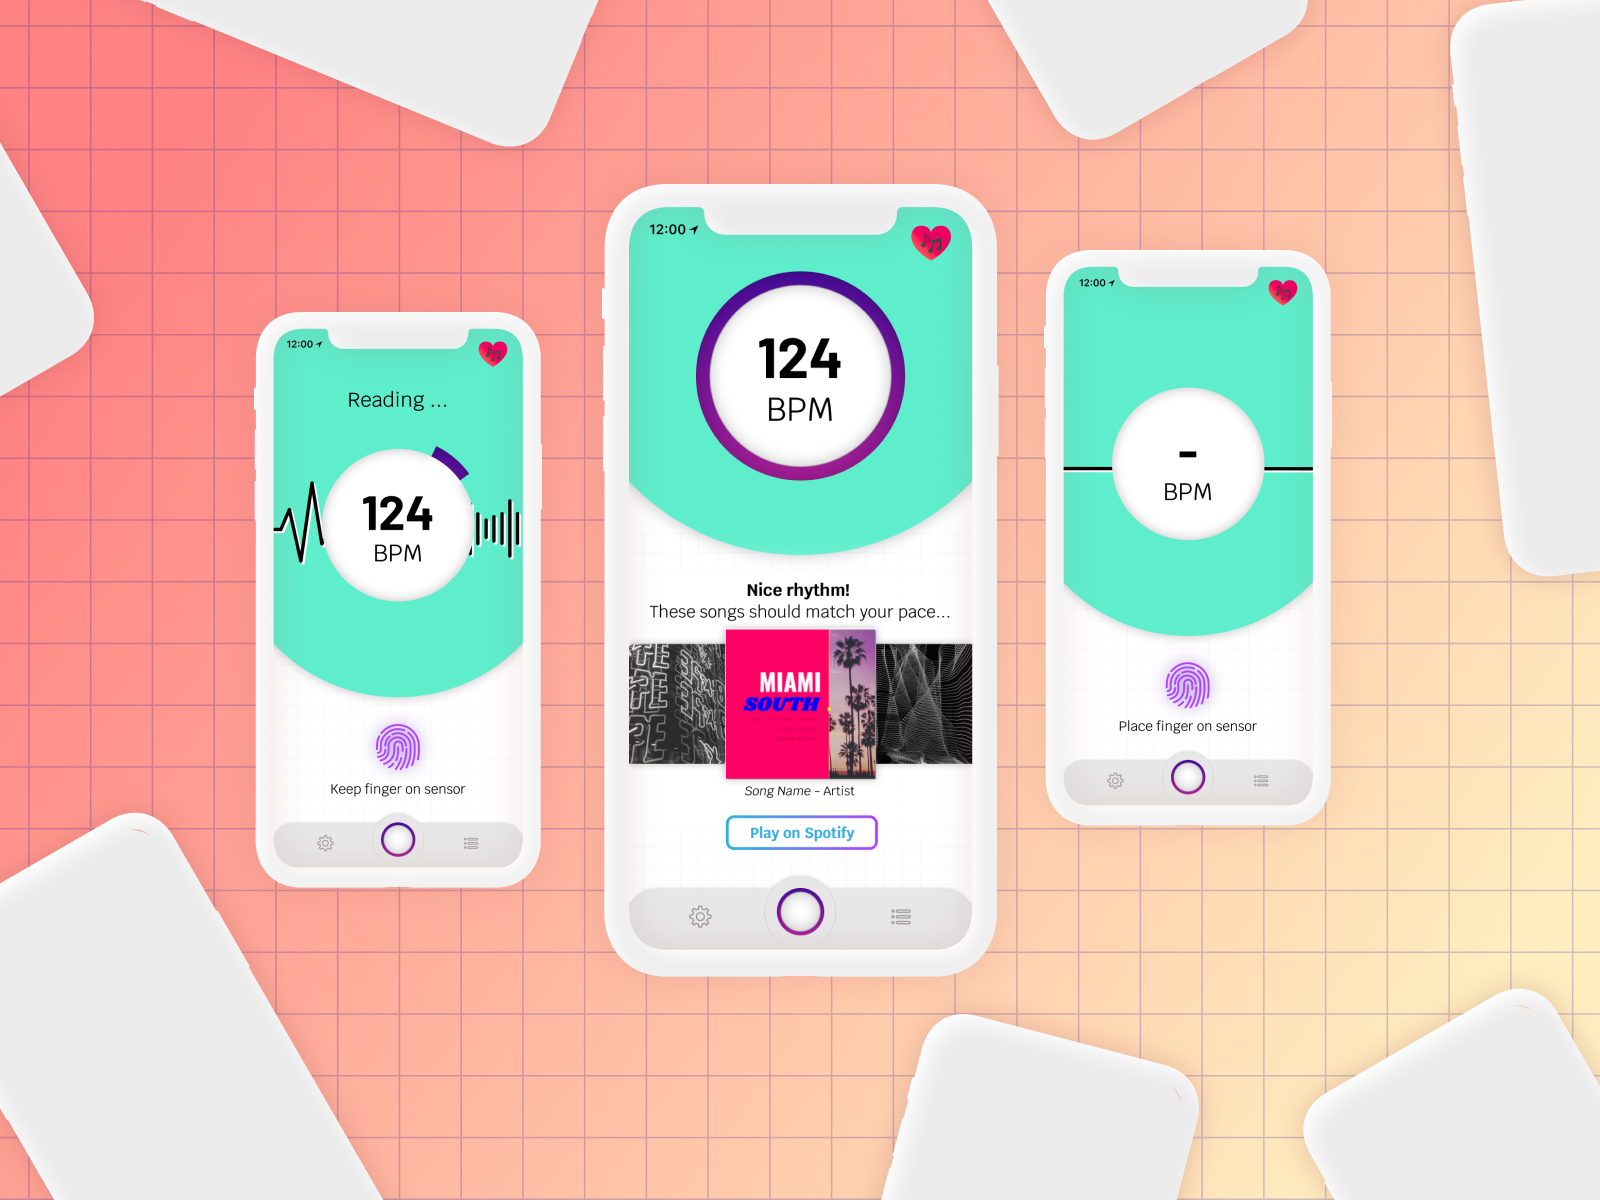 12:00
Reading ...
124
BPM
Keep finger on sensor
12:00
124
BPM
Nice rhythm!
These songs should match your pace...
MIAMI
SOUTH
Song Name - Artist
Play on Spotify
12:00
-
BPM
Place finger on sensor